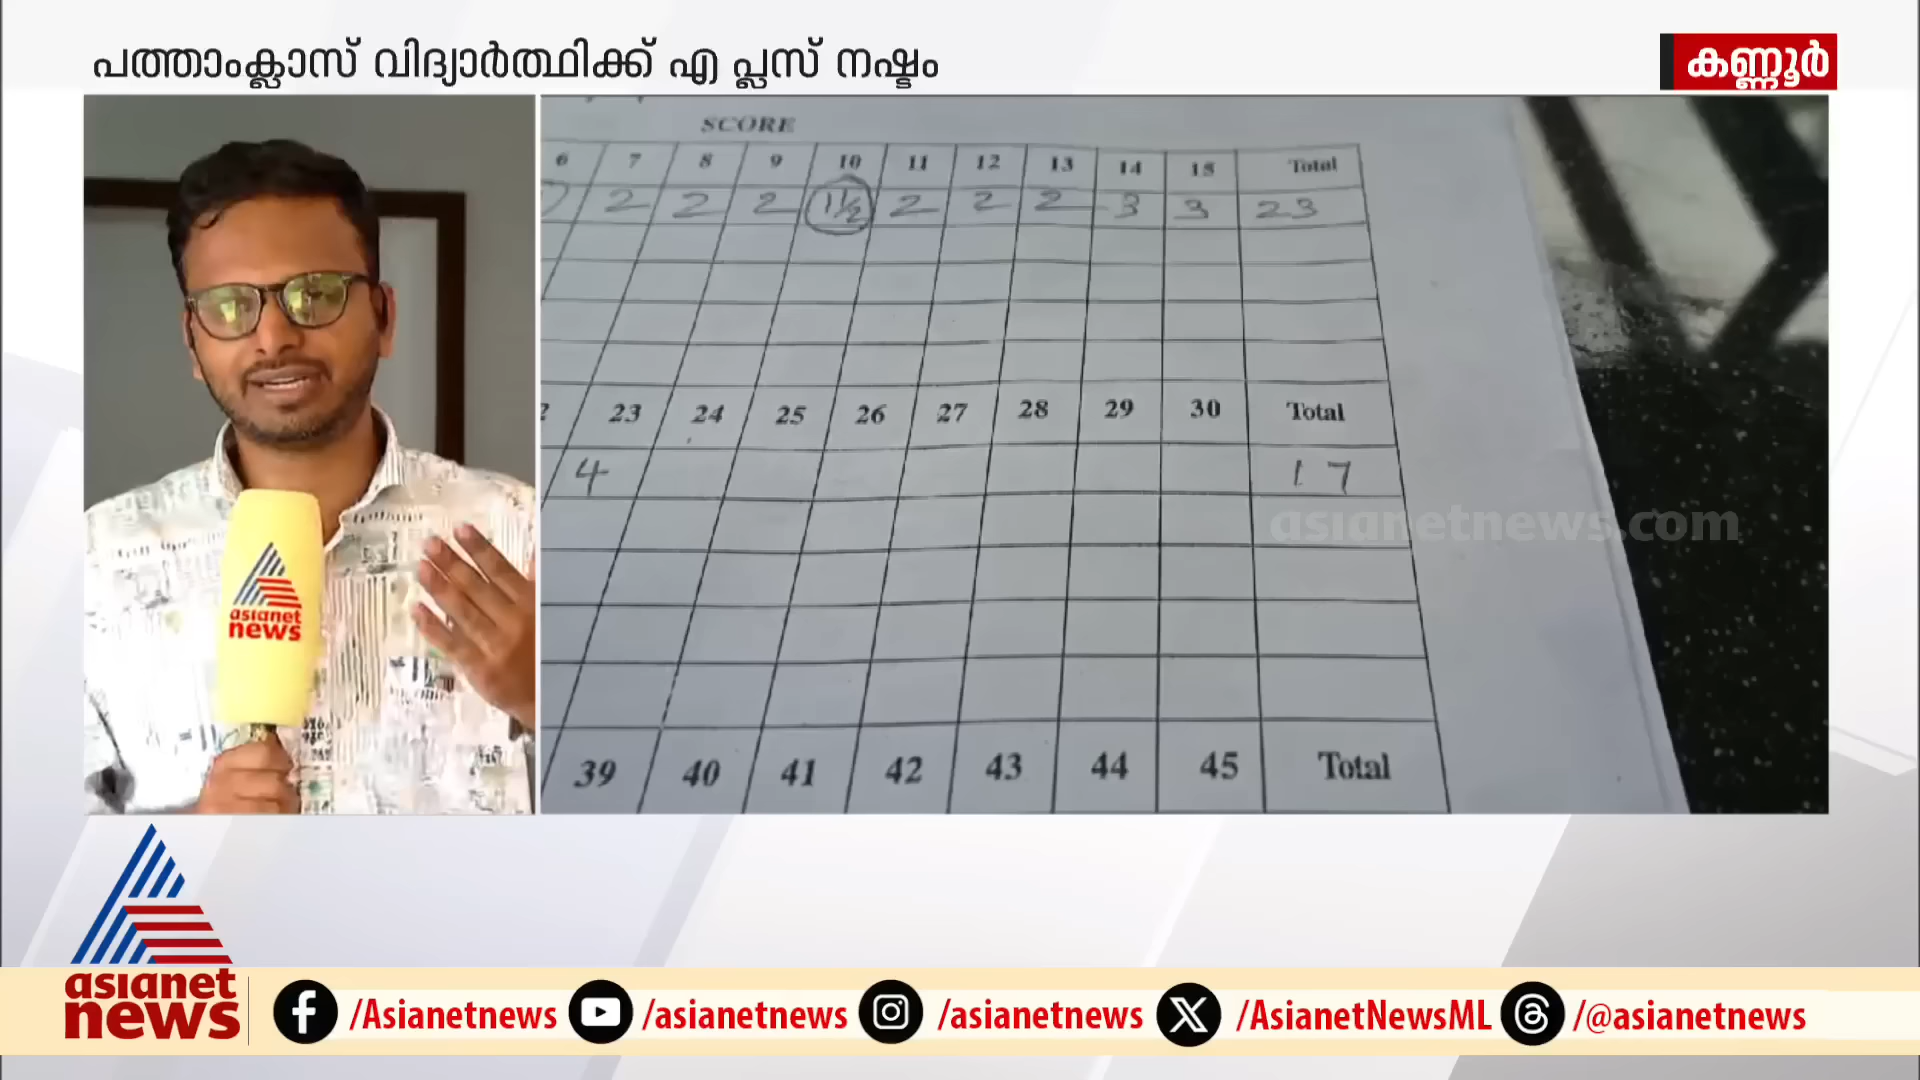 പത്താംക്ലാസ് വിദ്യാർത്ഥിക്ക് എ പ്ലസ് നഷ്ടം
കണ്ണൂർ
SCORE
6 7 8 9 10 11 12 13 14 15 Total
2 2 2 1½ 2 2 2 3 3 23
23 24 25 26 27 28 29 30 Total
4 17
asianetnews.com
39 40 41 42 43 44 45 Total
asianet
news
asianet
news
/Asianetnews /asianetnews /asianetnews /AsianetNewsML /@asianetnews